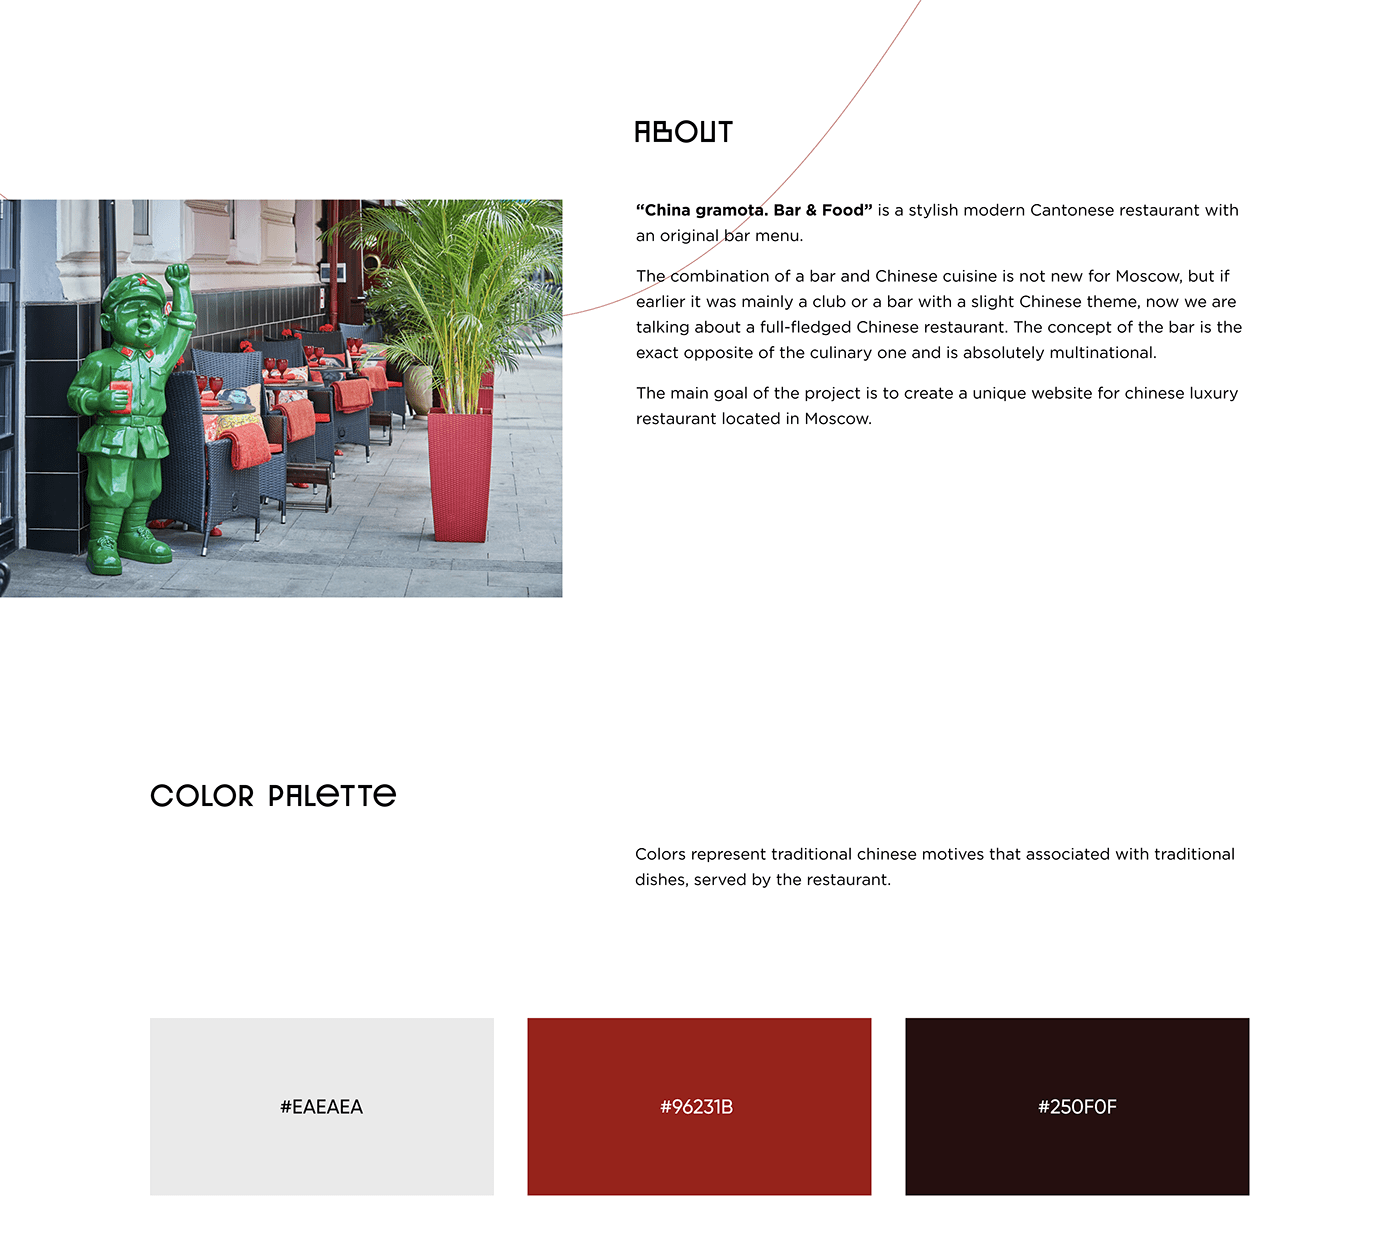 ABOUT
“China gramota. Bar & Food” is a stylish modern Cantonese restaurant with
an original bar menu.
The combination of a bar and Chinese cuisine is not new for Moscow, but if
earlier it was mainly a club or a bar with a slight Chinese theme, now we are
talking about a full-fledged Chinese restaurant. The concept of the bar is the
exact opposite of the culinary one and is absolutely multinational.
The main goal of the project is to create a unique website for chinese luxury
restaurant located in Moscow.
COLOR PALETTE
Colors represent traditional chinese motives that associated with traditional
dishes, served by the restaurant.
#EAEAEA
#96231B
#250F0F